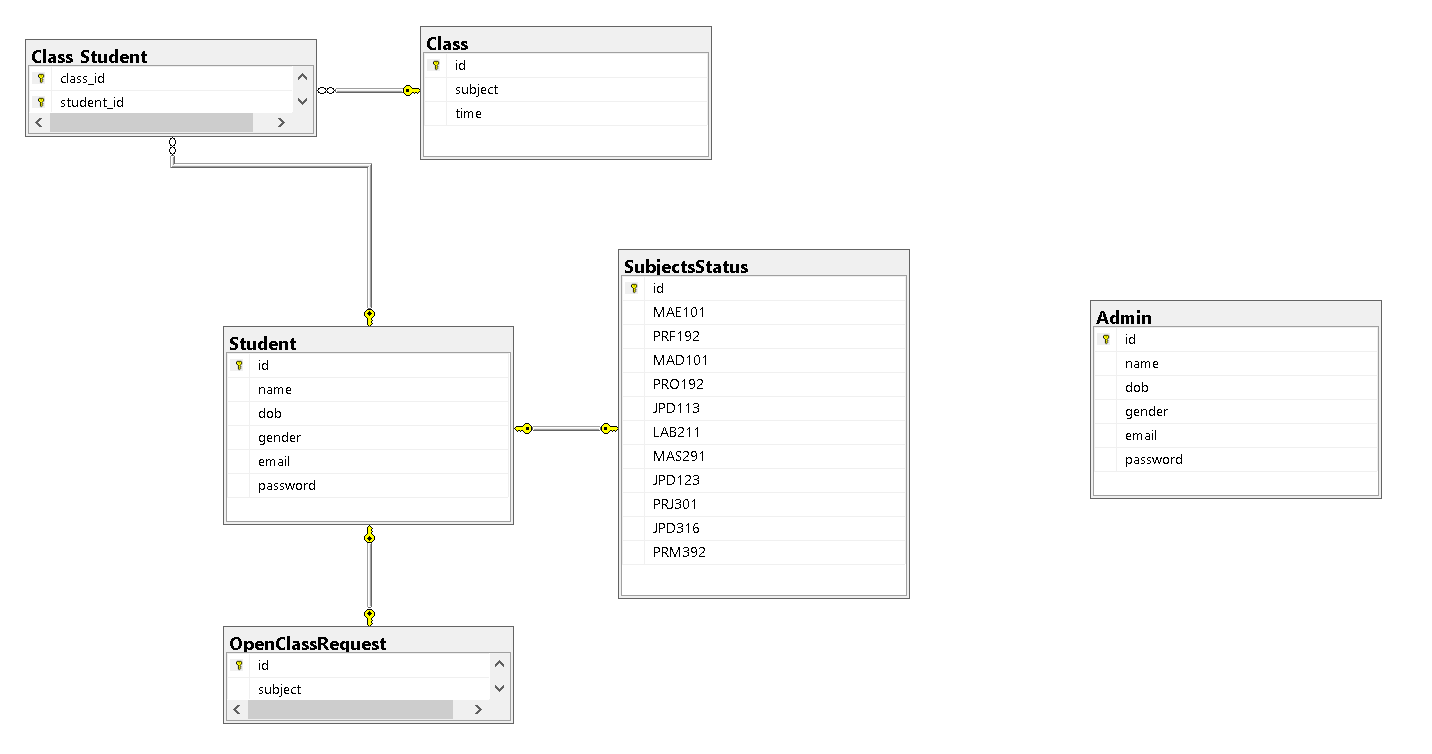 Class_Student
class_id
student_id
Class
id
subject
time
SubjectsStatus
id
MAE101
PRF192
MAD101
PRO192
JPD113
LAB211
MAS291
JPD123
PRJ301
JPD316
PRM392
Admin
id
name
dob
gender
email
password
Student
id
name
dob
gender
email
password
OpenClassRequest
id
subject